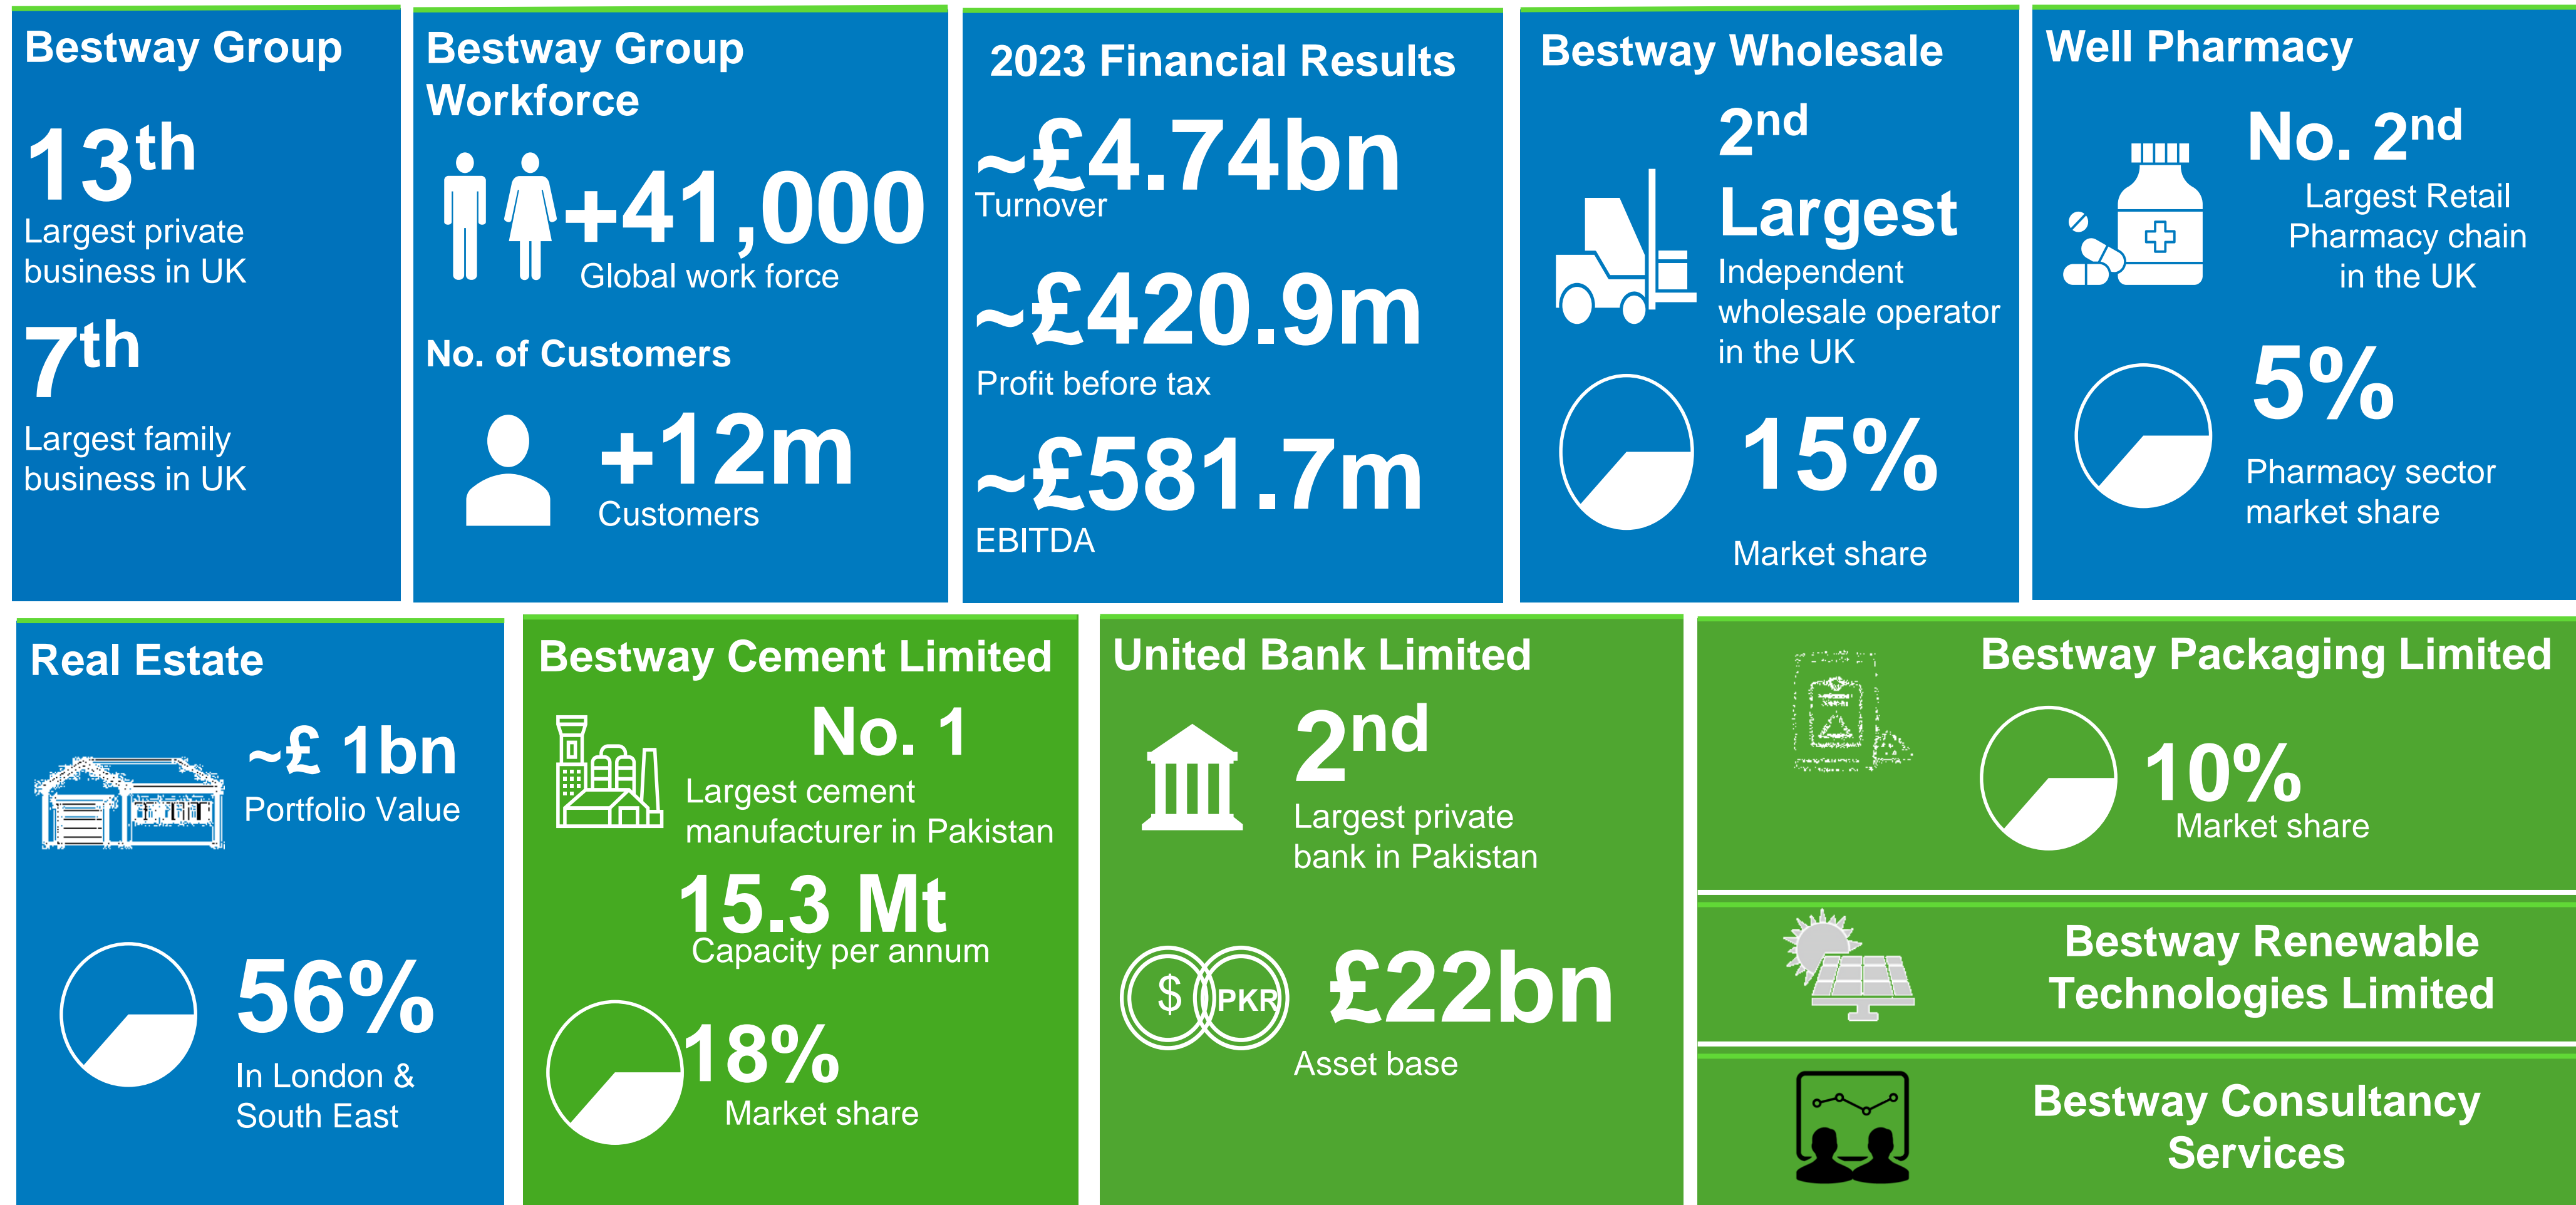 Bestway Group
13th
Largest private
business in UK
7th
Largest family
business in UK
Bestway Group
Workforce
+41,000
Global work force
No. of Customers
+12m
Customers
2023 Financial Results
~£4.74bn
Turnover
~£420.9m
Profit before tax
~£581.7m
EBITDA
Bestway Wholesale
2nd
Largest
Independent
wholesale operator
in the UK
15%
Market share
Well Pharmacy
No. 2nd
Largest Retail
Pharmacy chain
in the UK
5%
Pharmacy sector
market share
Real Estate
~£ 1bn
Portfolio Value
56%
In London &
South East
Bestway Cement Limited
No. 1
Largest cement
manufacturer in Pakistan
15.3 Mt
Capacity per annum
18%
Market share
United Bank Limited
2nd
Largest private
bank in Pakistan
$ PKR
£22bn
Asset base
Bestway Packaging Limited
10%
Market share
Bestway Renewable
Technologies Limited
Bestway Consultancy
Services